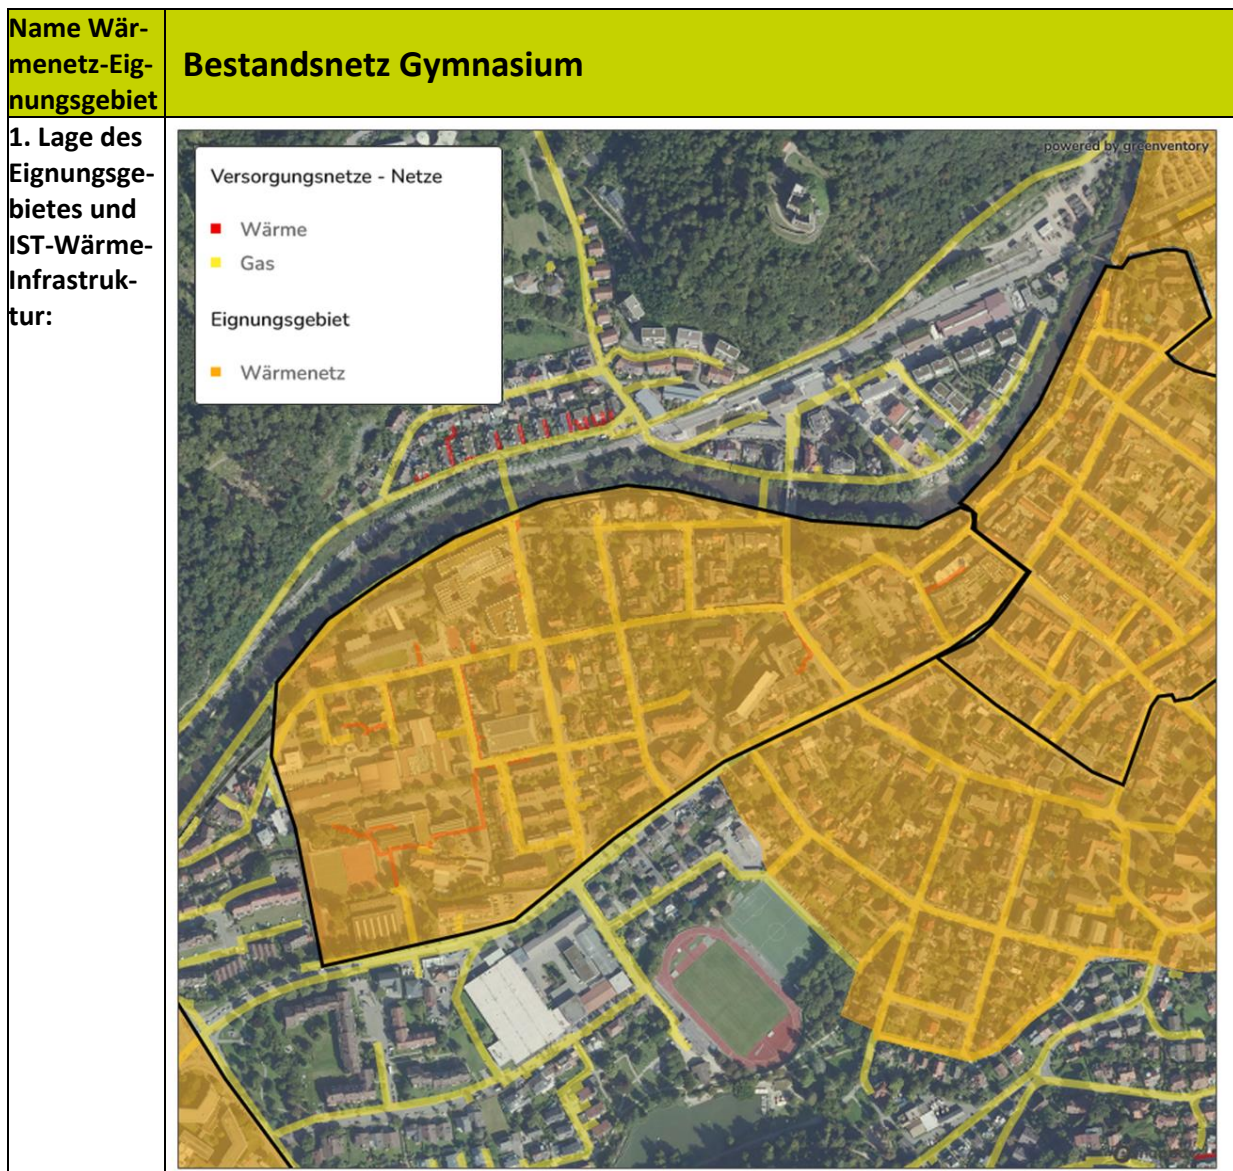 Name Wär-
menetz-Eig-
nungsgebiet
Bestandsnetz Gymnasium
1. Lage des
Eignungsge-
bietes und
IST-Wärme-
Infrastruk-
tur:
powered by greenventory
Versorgungsnetze - Netze
Wärme
Gas
Eignungsgebiet
Wärmenetz